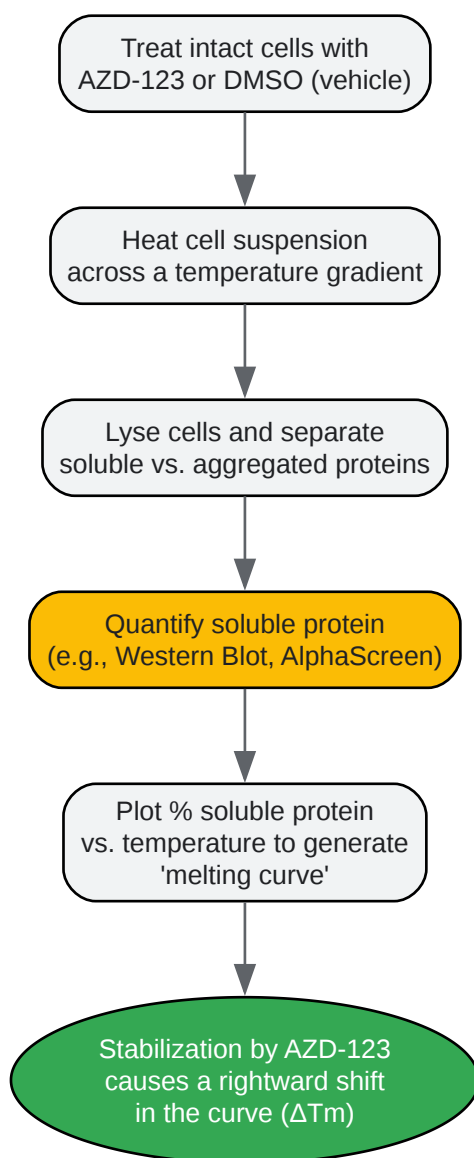 Treat intact cells with
AZD-123 or DMSO (vehicle)
Heat cell suspension
across a temperature gradient
Lyse cells and separate
soluble vs. aggregated proteins
Quantify soluble protein
(e.g., Western Blot, AlphaScreen)
Plot % soluble protein
vs. temperature to generate
'melting curve'
Stabilization by AZD-123
causes a rightward shift
in the curve (ΔTm)